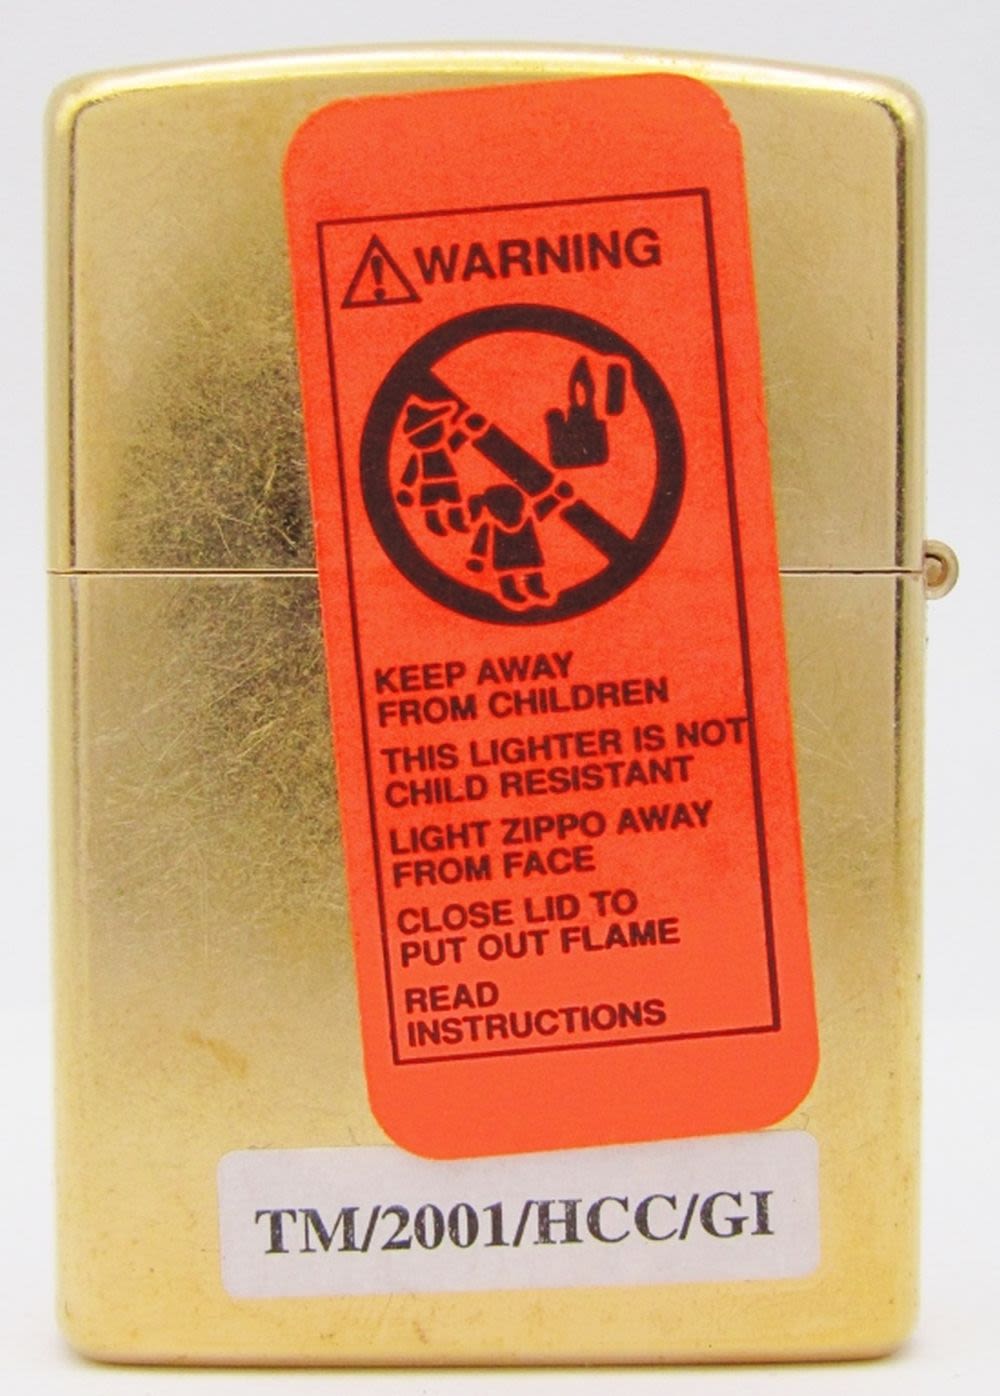 WARNING
KEEP AWAY
FROM CHILDREN
THIS LIGHTER IS NOT
CHILD RESISTANT
LIGHT ZIPPO AWAY
FROM FACE
CLOSE LID TO
PUT OUT FLAME
READ
INSTRUCTIONS
TM/2001/HCC/GI